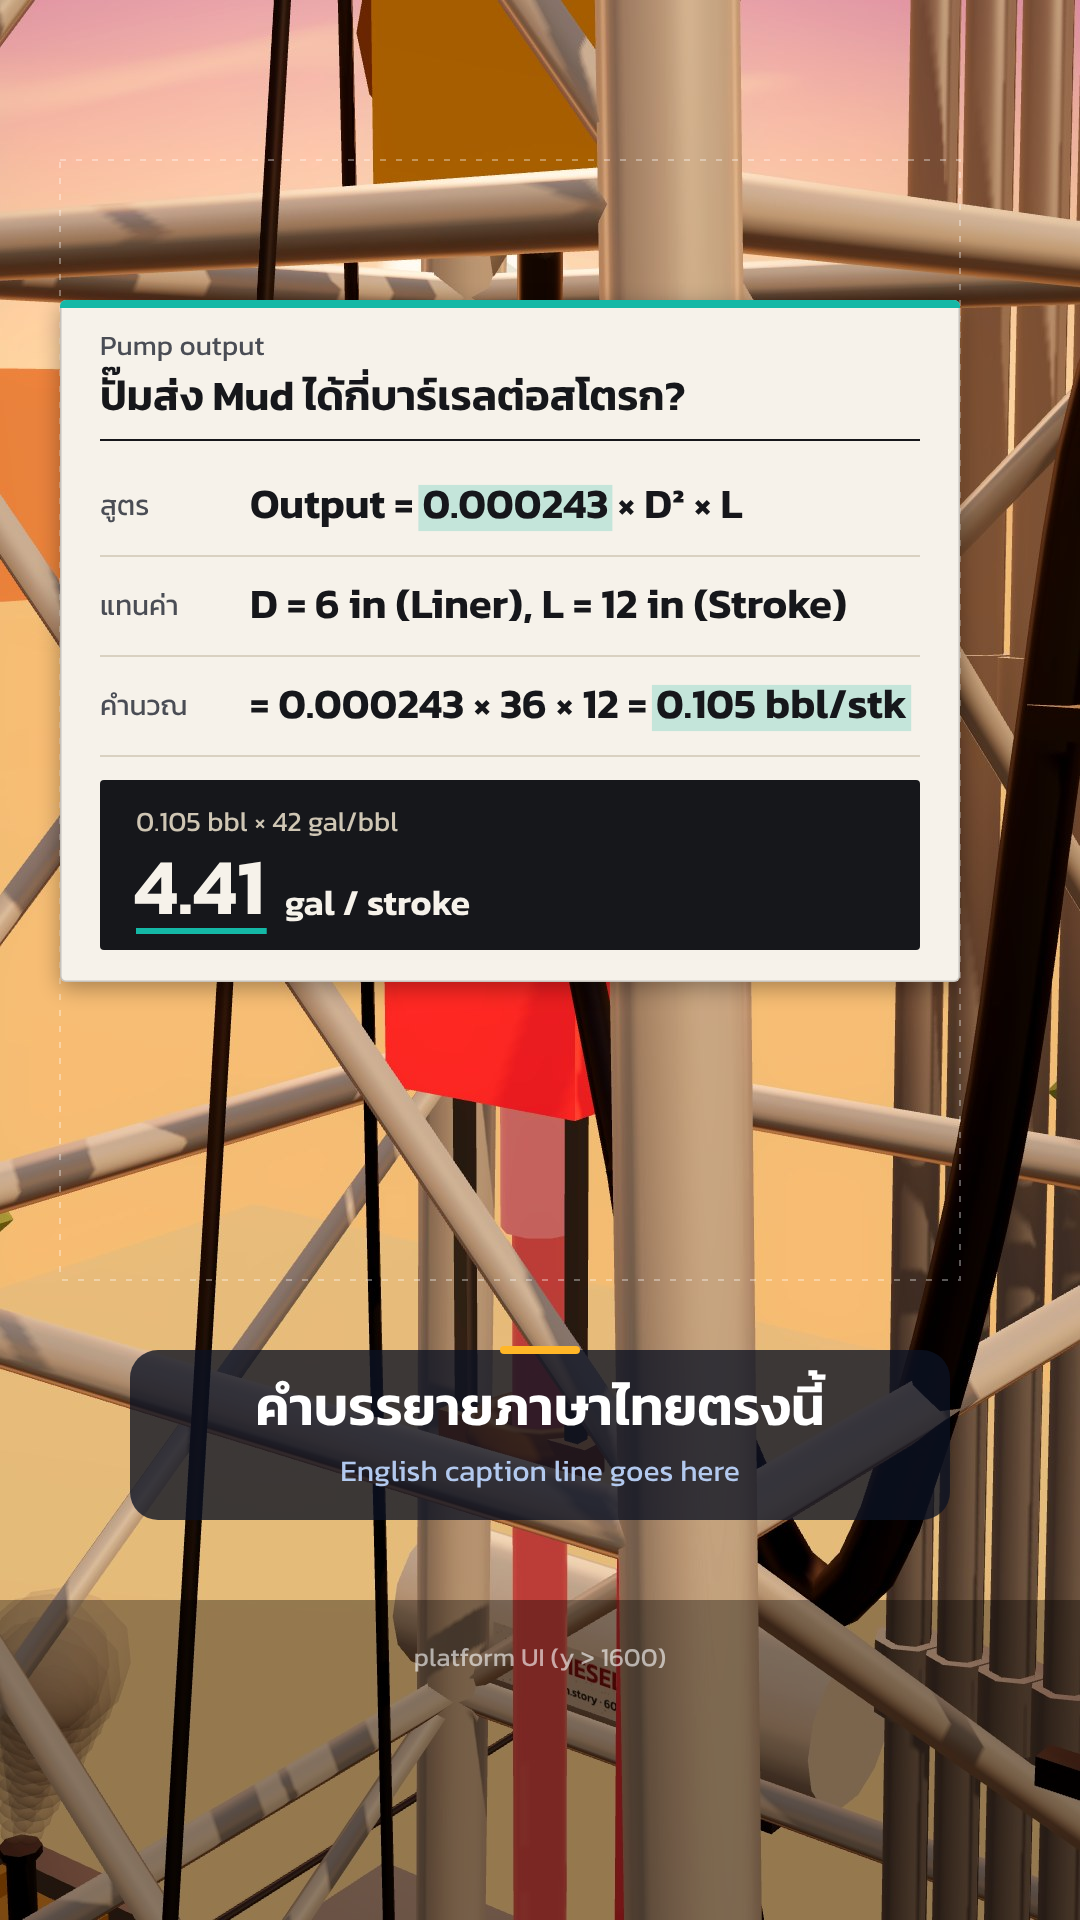 Pump output
ปั๊มส่ง Mud ได้กี่บาร์เรลต่อสโตรก?
สูตร
Output = 0.000243 × D² × L
แทนค่า
D = 6 in (Liner), L = 12 in (Stroke)
คำนวณ
= 0.000243 × 36 × 12 = 0.105 bbl/stk
0.105 bbl × 42 gal/bbl
4.41 gal / stroke
คำบรรยายภาษาไทยตรงนี้
English caption line goes here
platform UI (y > 1600)